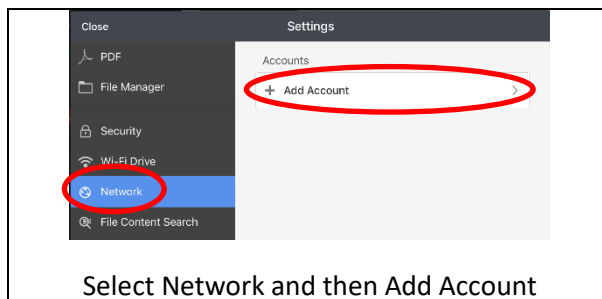 Close Settings
PDF
Accounts
File Manager
+ Add Account >
Security
Wi-Fi Drive
Network
File Content Search
Select Network and then Add Account